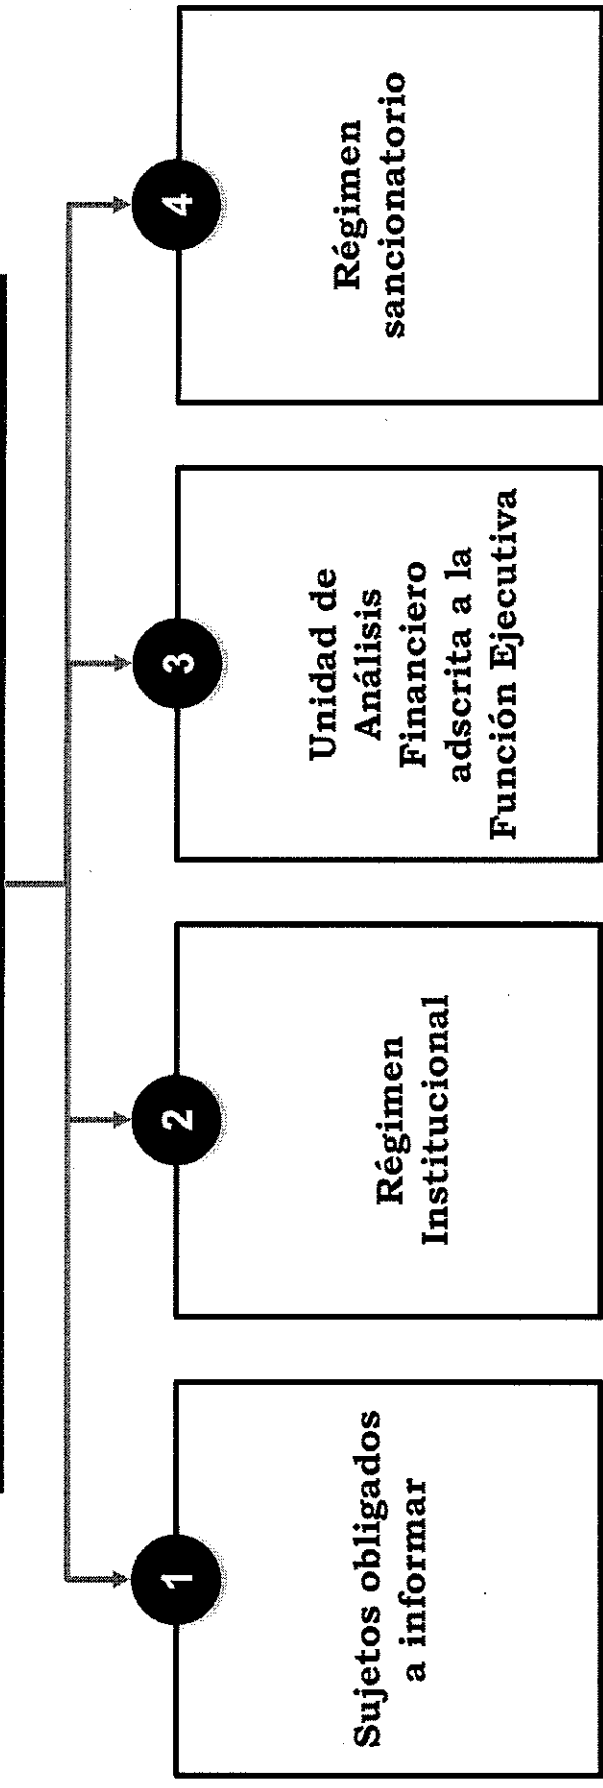 1
Sujetos obligados
a informar
2
Régimen
Institucional
3
Unidad de
Análisis
Financiero
adscrita a la
Función Ejecutiva
4
Régimen
sancionatorio